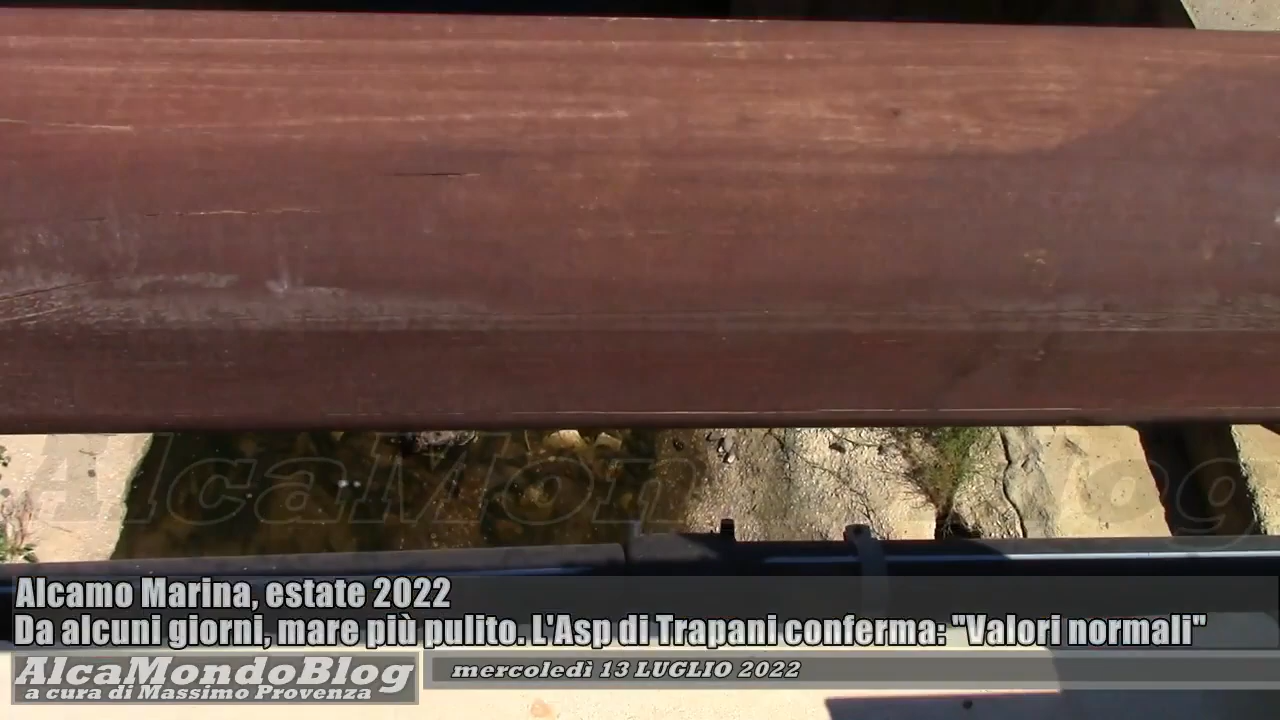 AlcaMondoBlog
Alcamo Marina, estate 2022
Da alcuni giorni, mare più pulito. L'Asp di Trapani conferma: "Valori normali"
AlcaMondoBlog
a cura di Massimo Provenza
mercoledì 13 LUGLIO 2022